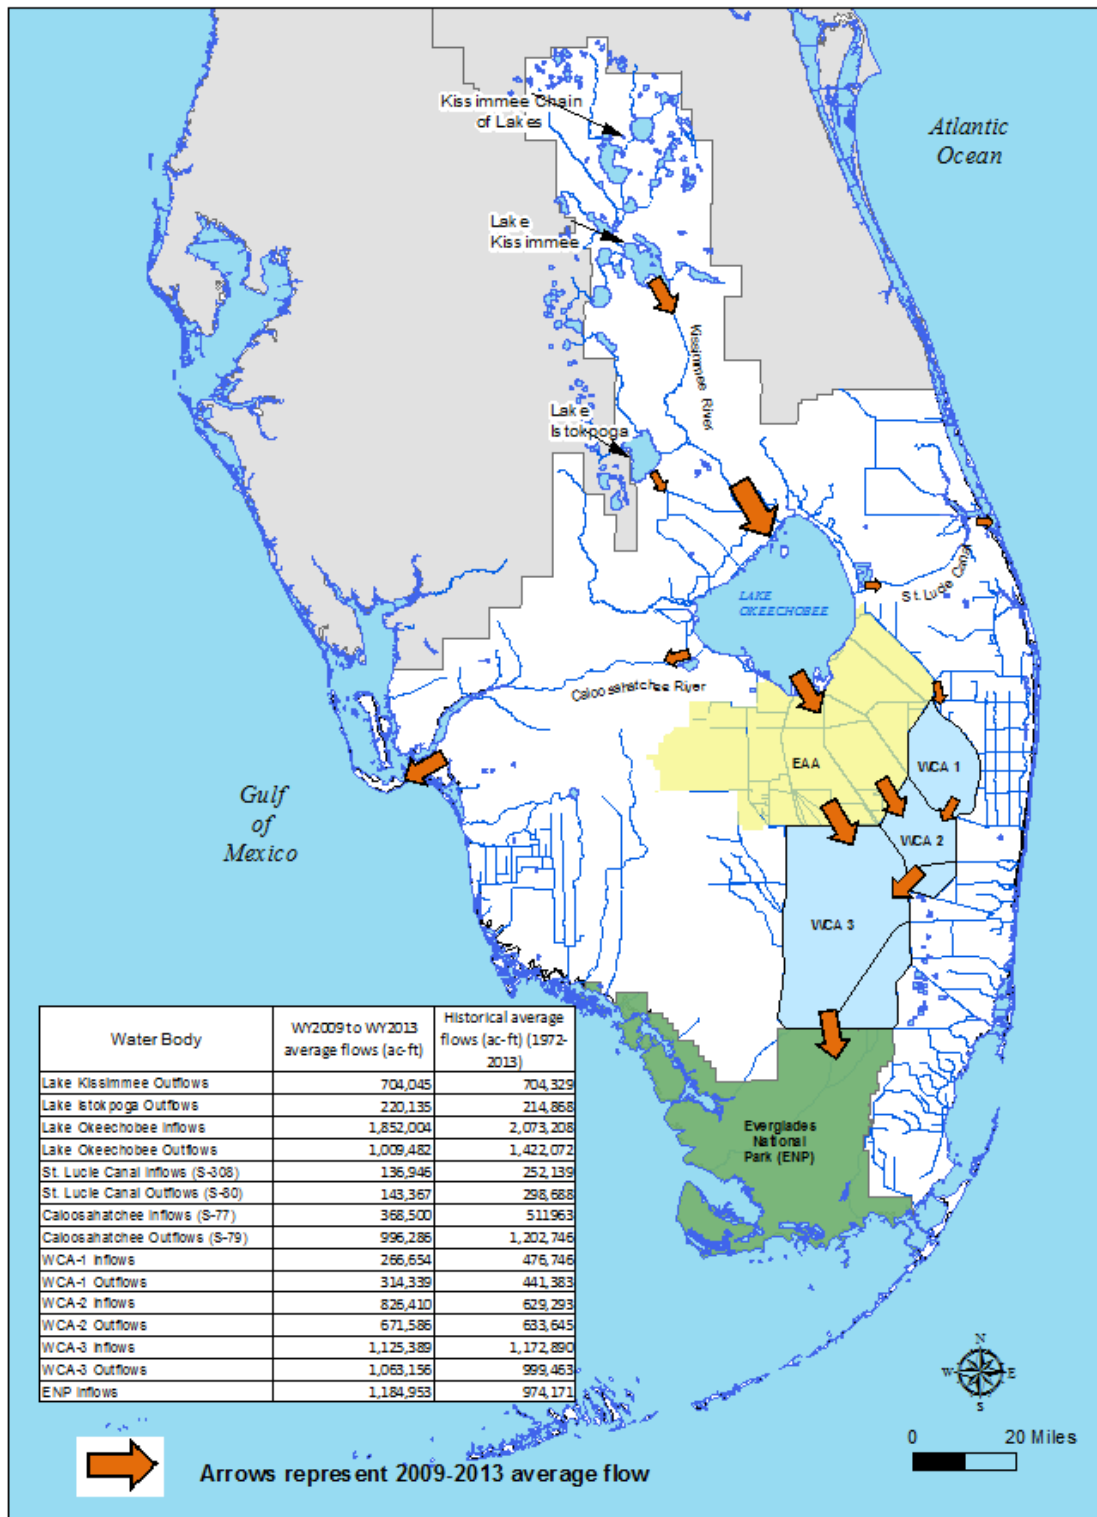 Kissimmee Chain
of Lakes
Atlantic
Ocean
Lake
Kissimmee
Kissimmee River
Lake
Istokpoga
LAKE
OKEECHOBEE
St. Lucie Canal
Caloosahatchee River
EAA
WCA 1
WCA 2
WCA 3
Gulf
of
Mexico
Everglades
National
Park (ENP)
Water Body | WY2009 to WY2013 average flows (ac-ft) | Historical average flows (ac-ft) (1972-2013)
Lake Kissimmee Outflows | 704,045 | 704,329
Lake Istokpoga Outflows | 220,135 | 214,868
Lake Okeechobee Inflows | 1,852,004 | 2,073,208
Lake Okeechobee Outflows | 1,009,482 | 1,422,072
St. Lucie Canal Inflows (S-308) | 136,946 | 252,139
St. Lucie Canal Outflows (S-80) | 143,367 | 298,688
Caloosahatchee Inflows (S-77) | 368,500 | 511963
Caloosahatchee Outflows (S-79) | 996,286 | 1,202,746
WCA-1 Inflows | 266,654 | 476,746
WCA-1 Outflows | 314,339 | 441,383
WCA-2 Inflows | 826,410 | 629,293
WCA-2 Outflows | 671,586 | 633,645
WCA-3 Inflows | 1,125,389 | 1,172,890
WCA-3 Outflows | 1,063,156 | 999,463
ENP Inflows | 1,184,953 | 974,171
N
W
E
S
0 20 Miles
Arrows represent 2009-2013 average flow